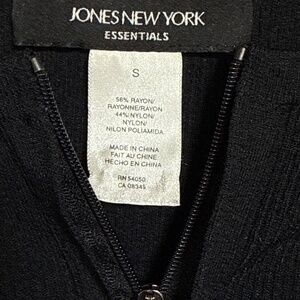 JONES NEW YORK
ESSENTIALS
S
56% RAYON/
RAYONNE/RAYON
44% NYLON/
NYLON/
NILON POLIAMIDA
MADE IN CHINA
FAIT AU CHINE
HECHO EN CHINA
RN 54050
CA 08345